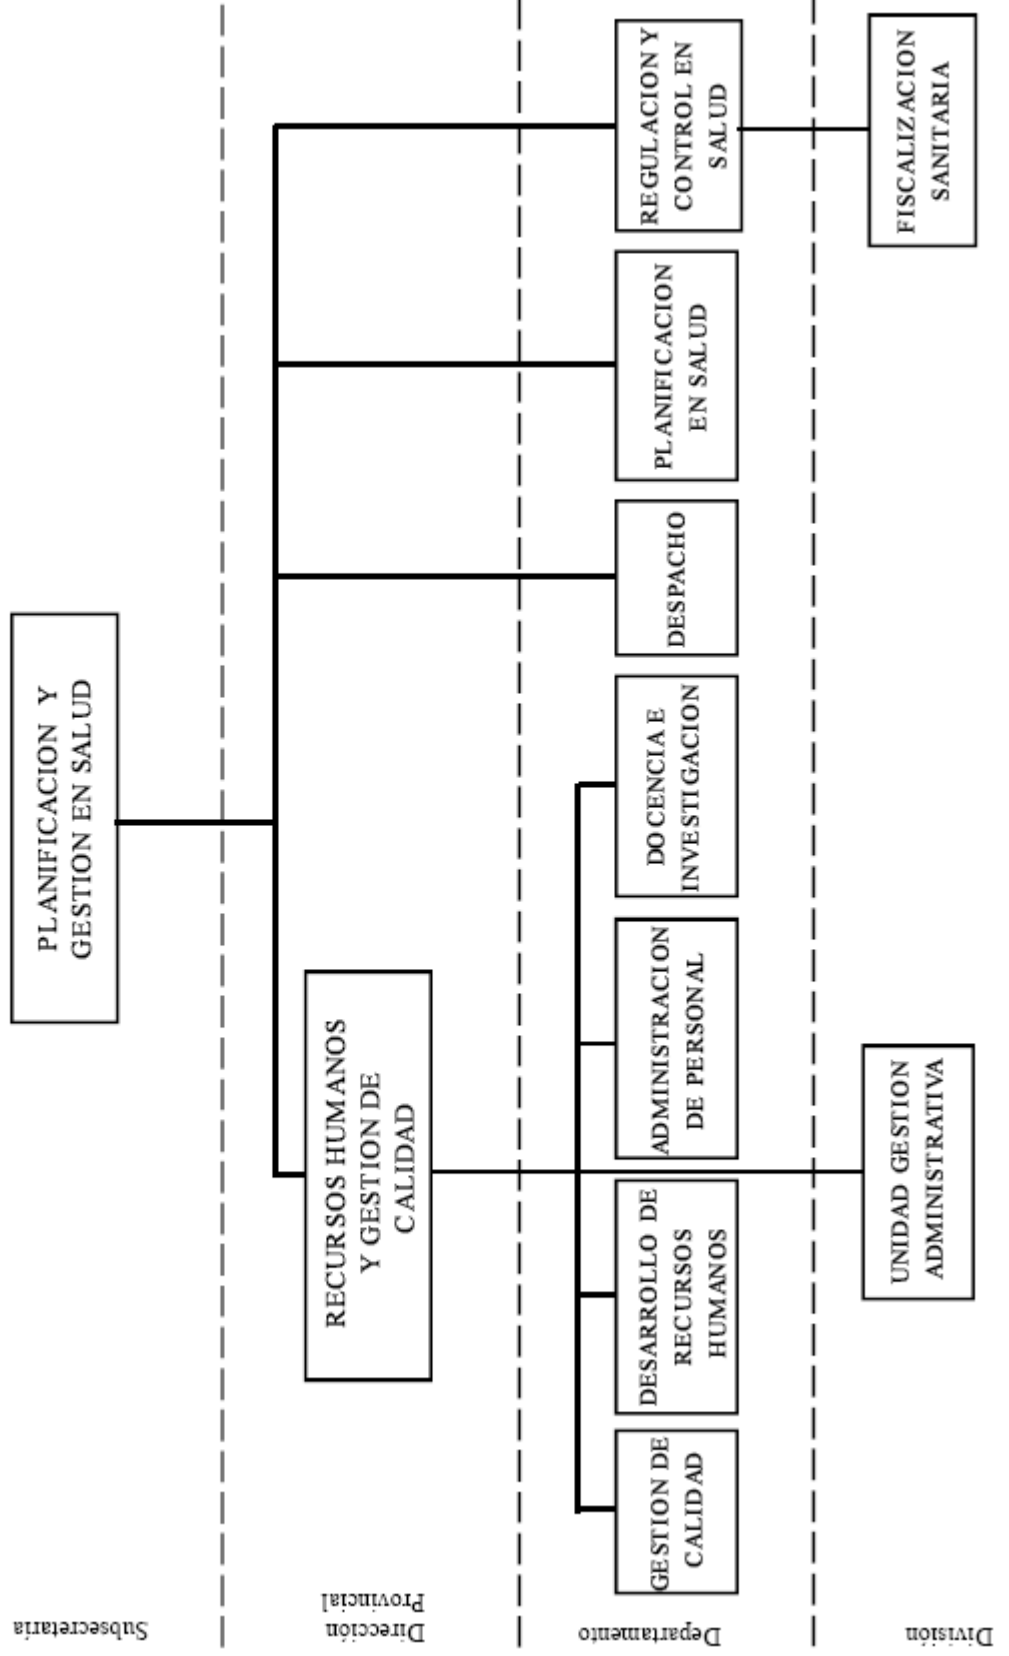 Subsecretaria
PLANIFICACION Y
GESTION EN SALUD
Dirección
Provincial
RECURSOS HUMANOS
Y GESTION DE
CALIDAD
Departamento
GESTION DE
CALIDAD
DESARROLLO DE
RECURSOS
HUMANOS
ADMINISTRACION
DE PERSONAL
DOCENCIA E
INVESTIGACION
DESPACHO
PLANIFICACION
EN SALUD
REGULACION Y
CONTROL EN
SALUD
División
UNIDAD GESTION
ADMINISTRATIVA
FISCALIZACION
SANITARIA